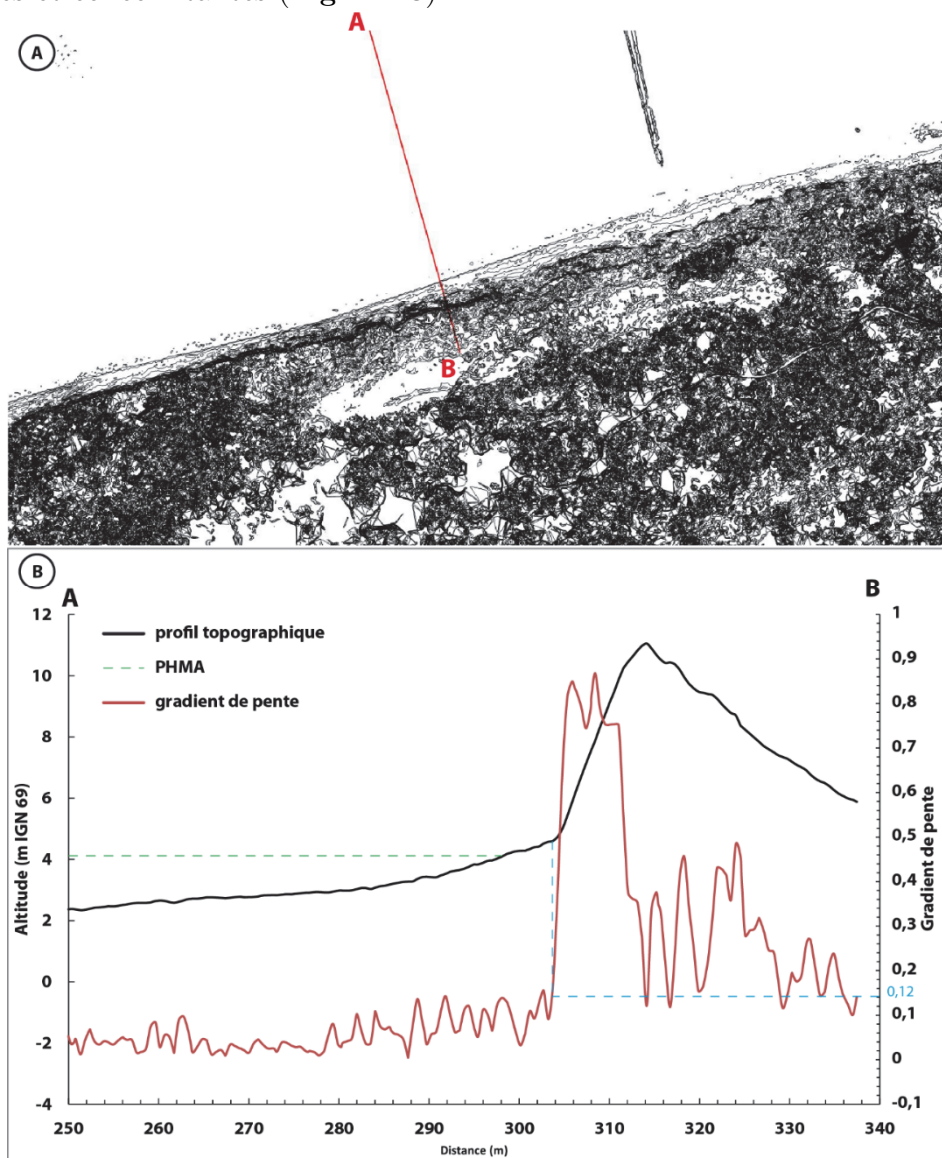 A
A
B
B
A
B
12
10
8
6
4
2
0
-2
-4
Altitude (m IGN 69)
profil topographique
PHMA
gradient de pente
1
0,9
0,8
0,7
0,6
0,5
0,4
0,3
0,2
0,12
0,1
0
-0,1
Gradient de pente
250 260 270 280 290 300 310 320 330 340
Distance (m)